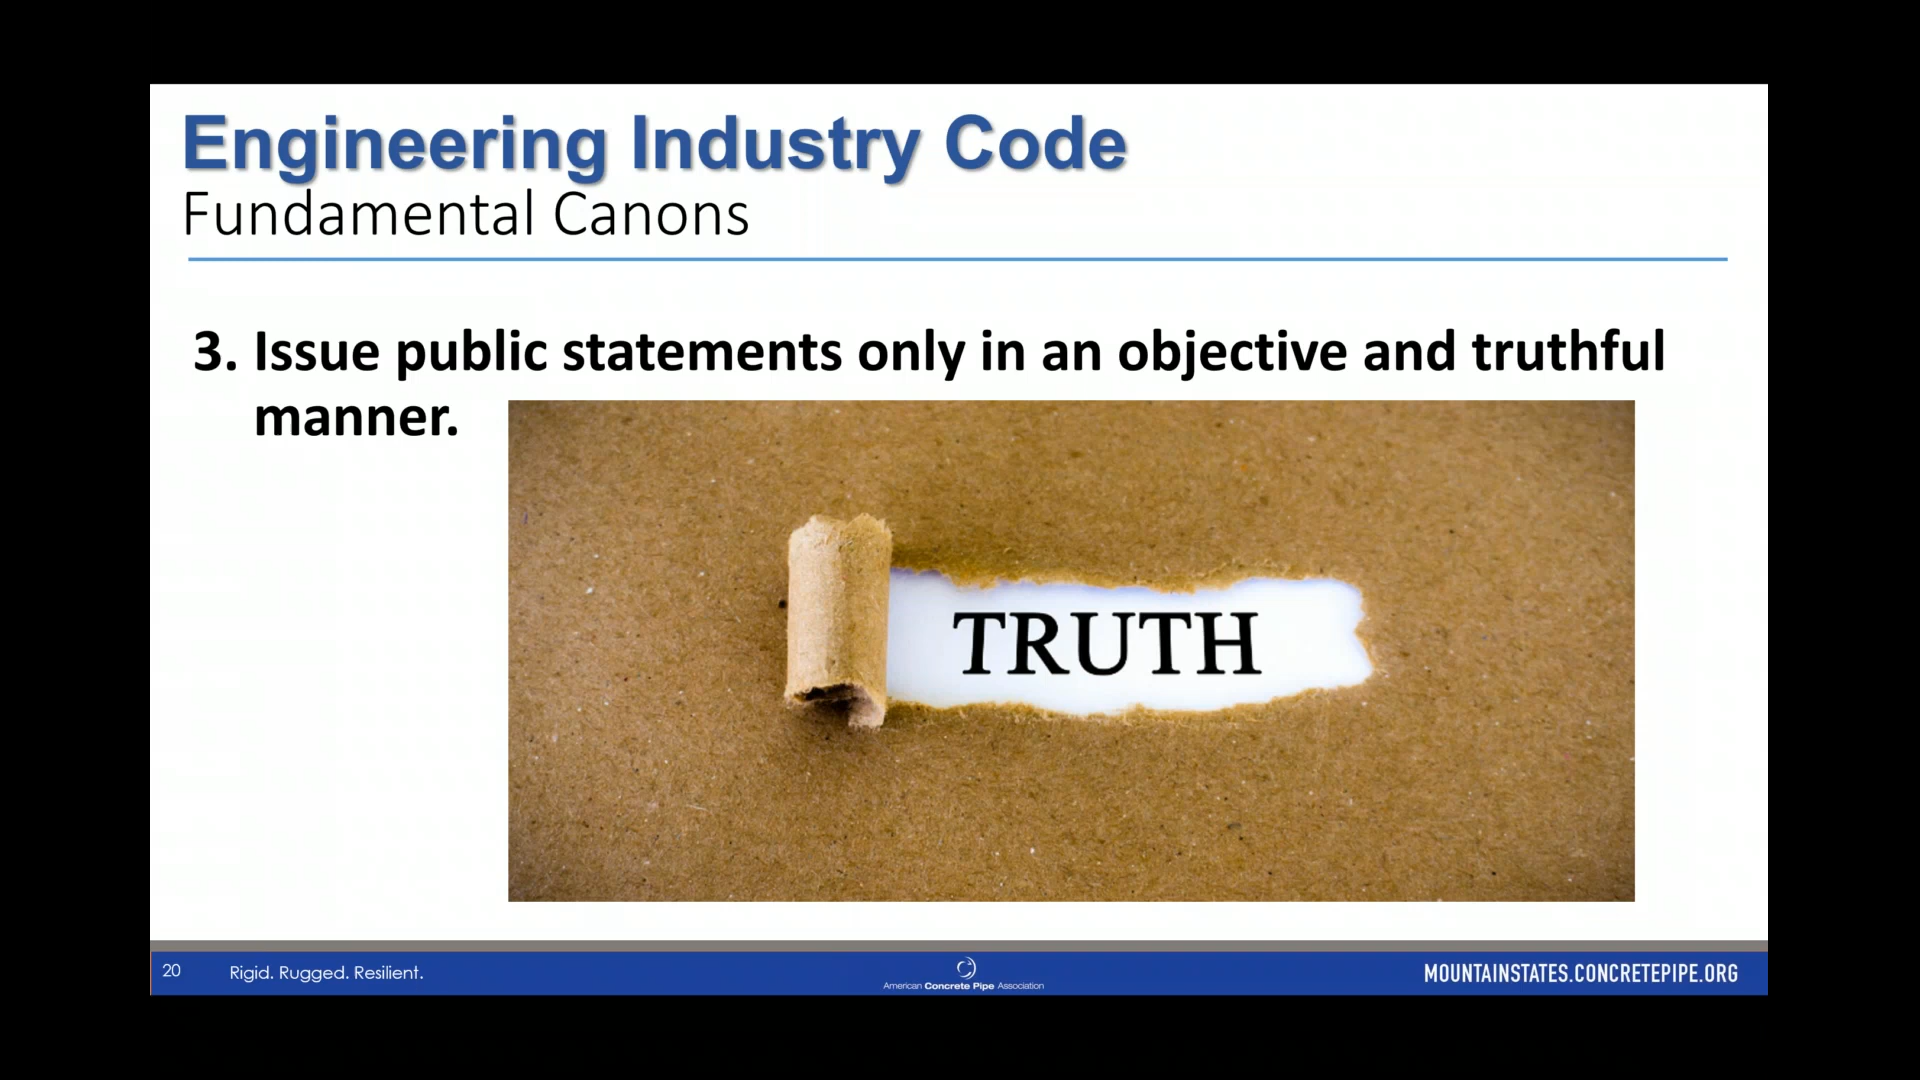 Engineering Industry Code
Fundamental Canons
3. Issue public statements only in an objective and truthful
manner.
TRUTH
20
Rigid. Rugged. Resilient.
American Concrete Pipe Association
MOUNTAINSTATES.CONCRETEPIPE.ORG